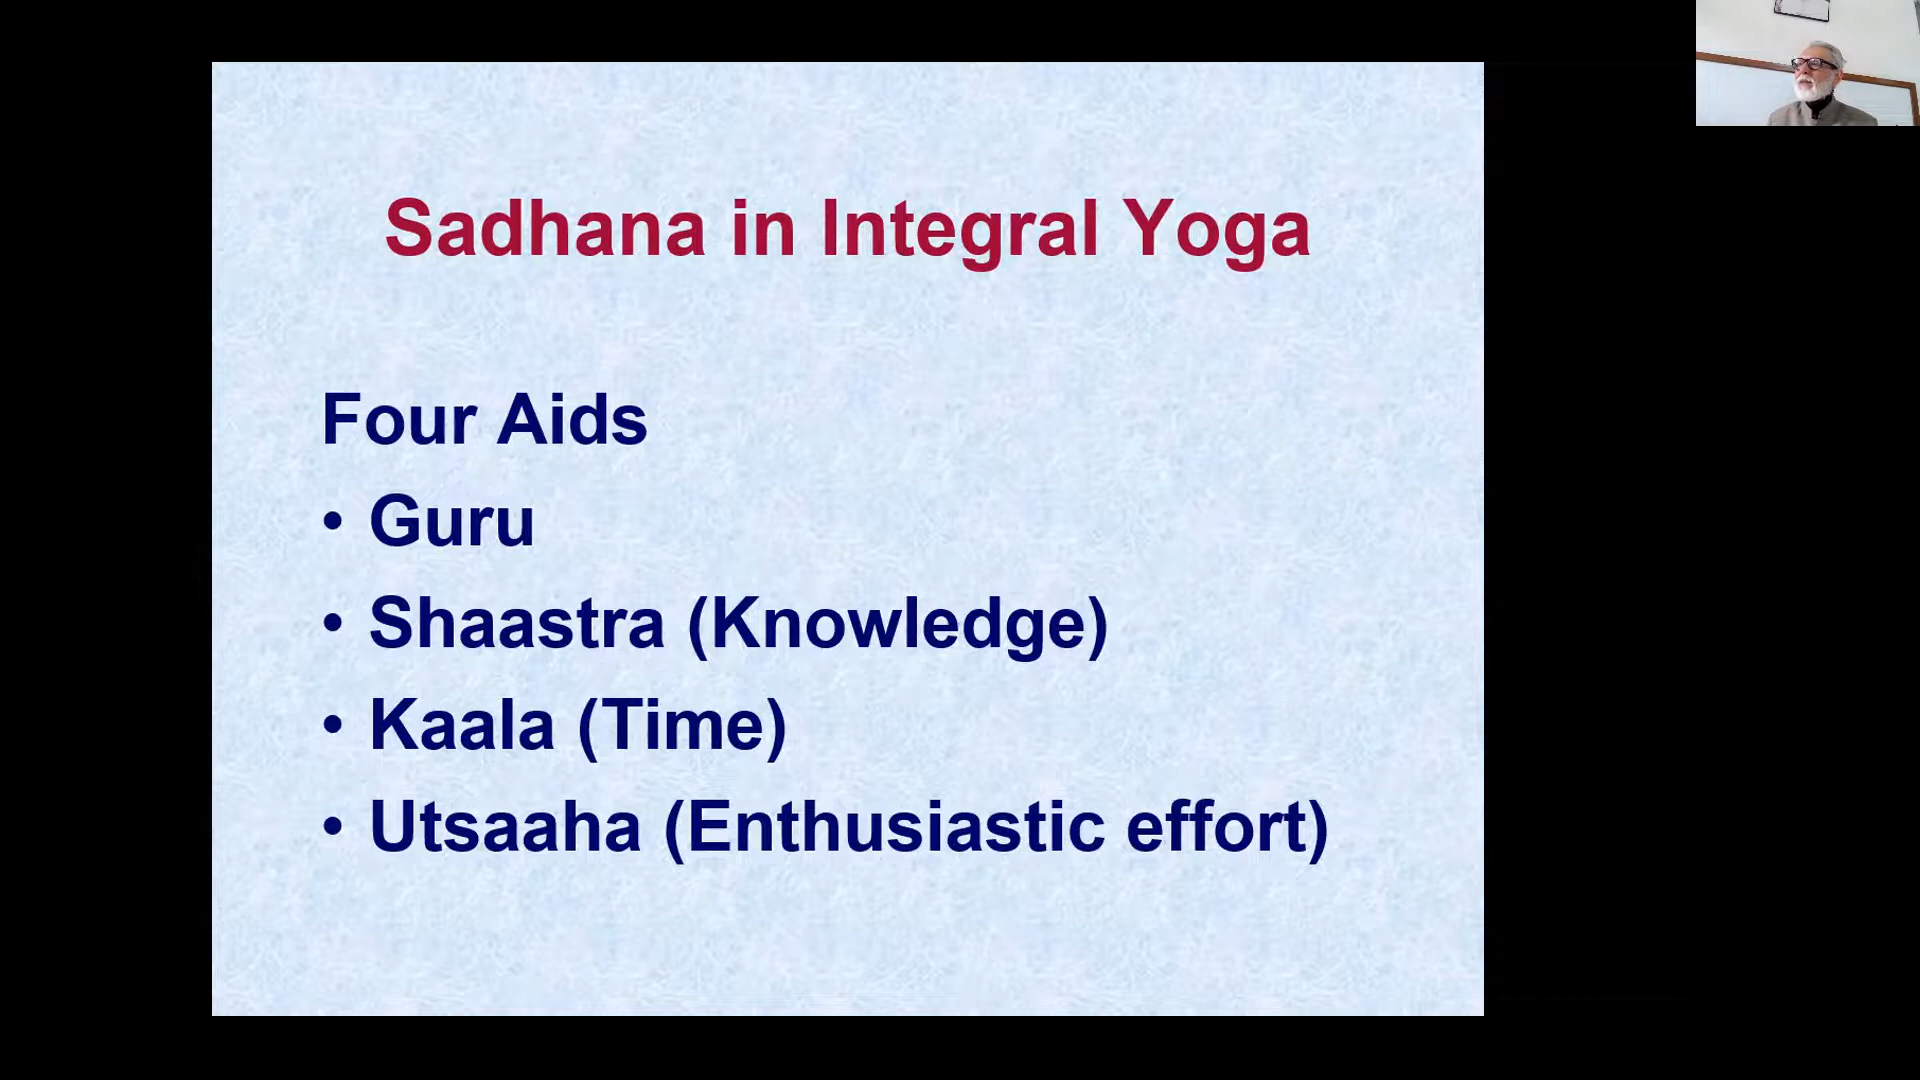 Sadhana in Integral Yoga
Four Aids
• Guru
• Shaastra (Knowledge)
• Kaala (Time)
• Utsaaha (Enthusiastic effort)